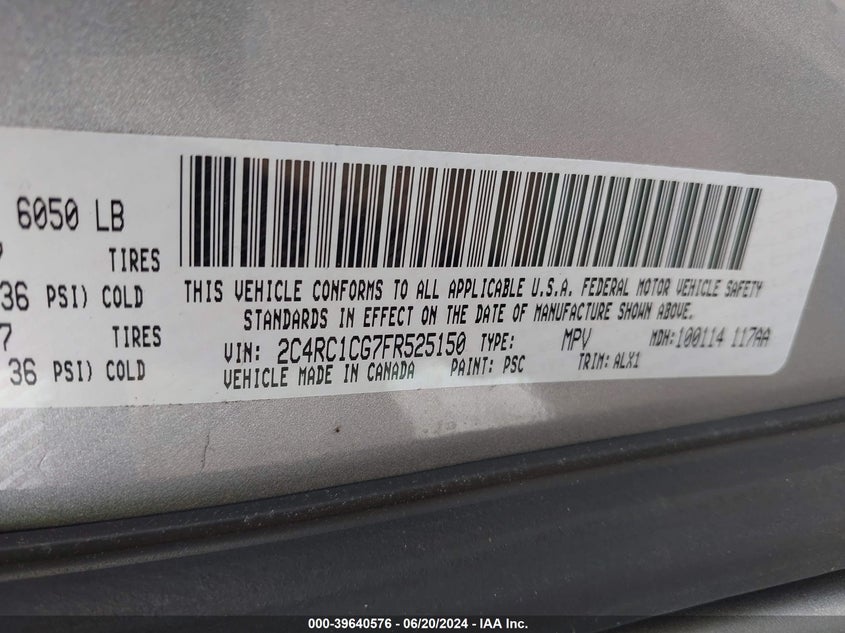 6050 LB
7 TIRES
36 PSI) COLD
7 TIRES
36 PSI) COLD
THIS VEHICLE CONFORMS TO ALL APPLICABLE U.S.A. FEDERAL MOTOR VEHICLE SAFETY
STANDARDS IN EFFECT ON THE DATE OF MANUFACTURE SHOWN ABOVE.
VIN: 2C4RC1CG7FR525150 TYPE: MPV MDH: 100114 117AA
VEHICLE MADE IN CANADA PAINT: PSC TRIM: ALX1
000-39640576 - 06/20/2024 - IAA Inc.